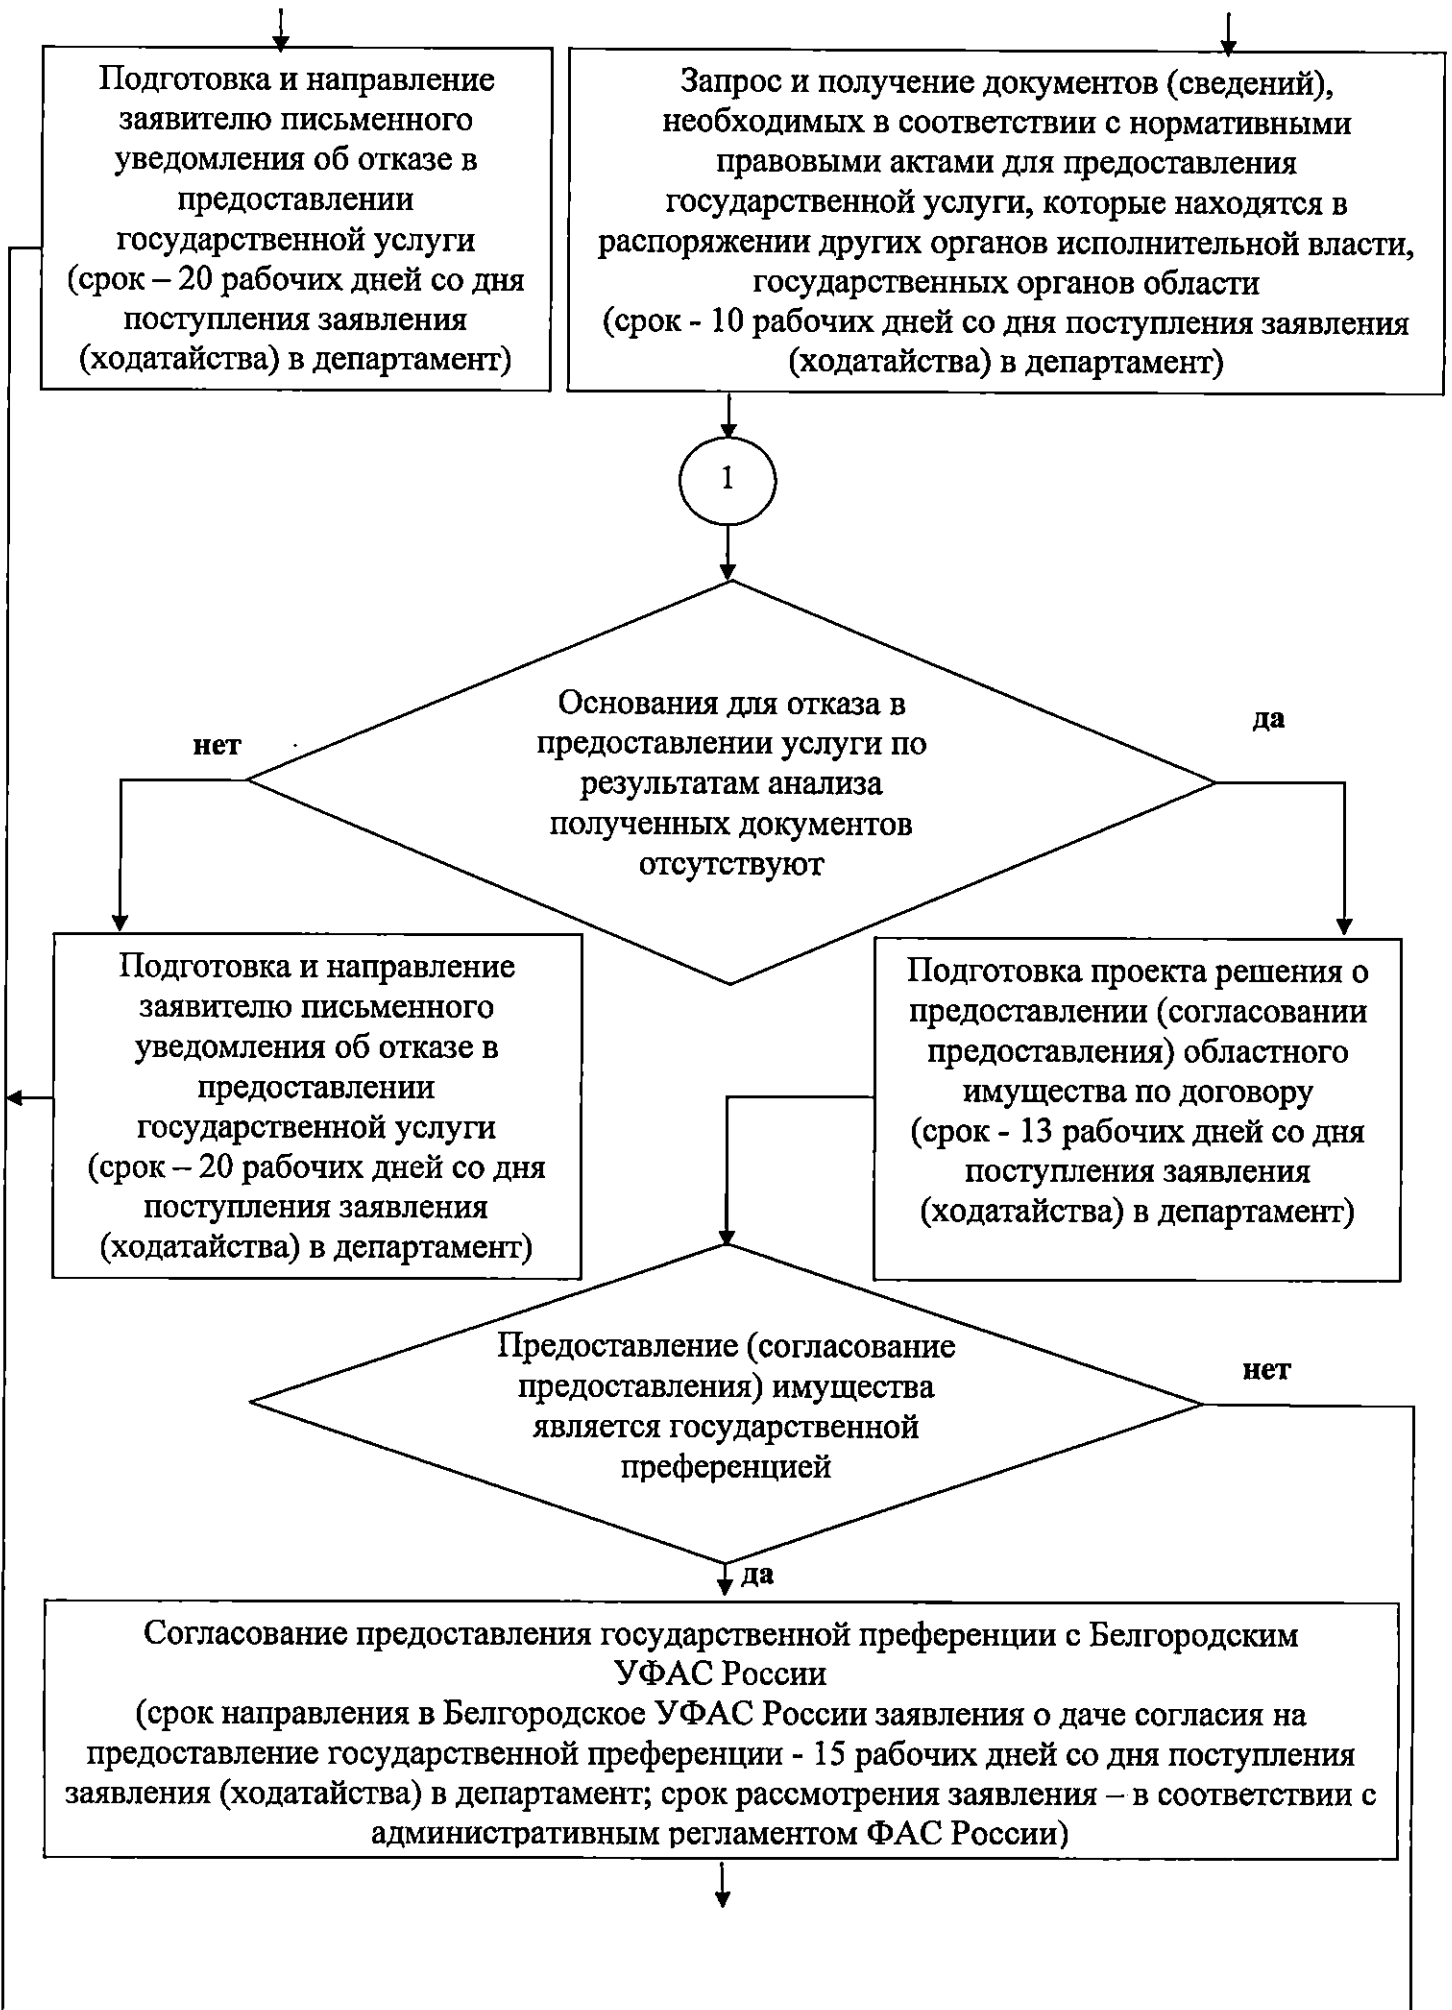 Подготовка и направление
заявителю письменного
уведомления об отказе в
предоставлении
государственной услуги
(срок – 20 рабочих дней со дня
поступления заявления
(ходатайства) в департамент)
Запрос и получение документов (сведений),
необходимых в соответствии с нормативными
правовыми актами для предоставления
государственной услуги, которые находятся в
распоряжении других органов исполнительной власти,
государственных органов области
(срок - 10 рабочих дней со дня поступления заявления
(ходатайства) в департамент)
1
Основания для отказа в
предоставлении услуги по
результатам анализа
полученных документов
отсутствуют
нет
да
Подготовка и направление
заявителю письменного
уведомления об отказе в
предоставлении
государственной услуги
(срок – 20 рабочих дней со дня
поступления заявления
(ходатайства) в департамент)
Подготовка проекта решения о
предоставлении (согласовании
предоставления) областного
имущества по договору
(срок - 13 рабочих дней со дня
поступления заявления
(ходатайства) в департамент)
Предоставление (согласование
предоставления) имущества
является государственной
преференцией
нет
да
Согласование предоставления государственной преференции с Белгородским
УФАС России
(срок направления в Белгородское УФАС России заявления о даче согласия на
предоставление государственной преференции - 15 рабочих дней со дня поступления
заявления (ходатайства) в департамент; срок рассмотрения заявления – в соответствии с
административным регламентом ФАС России)